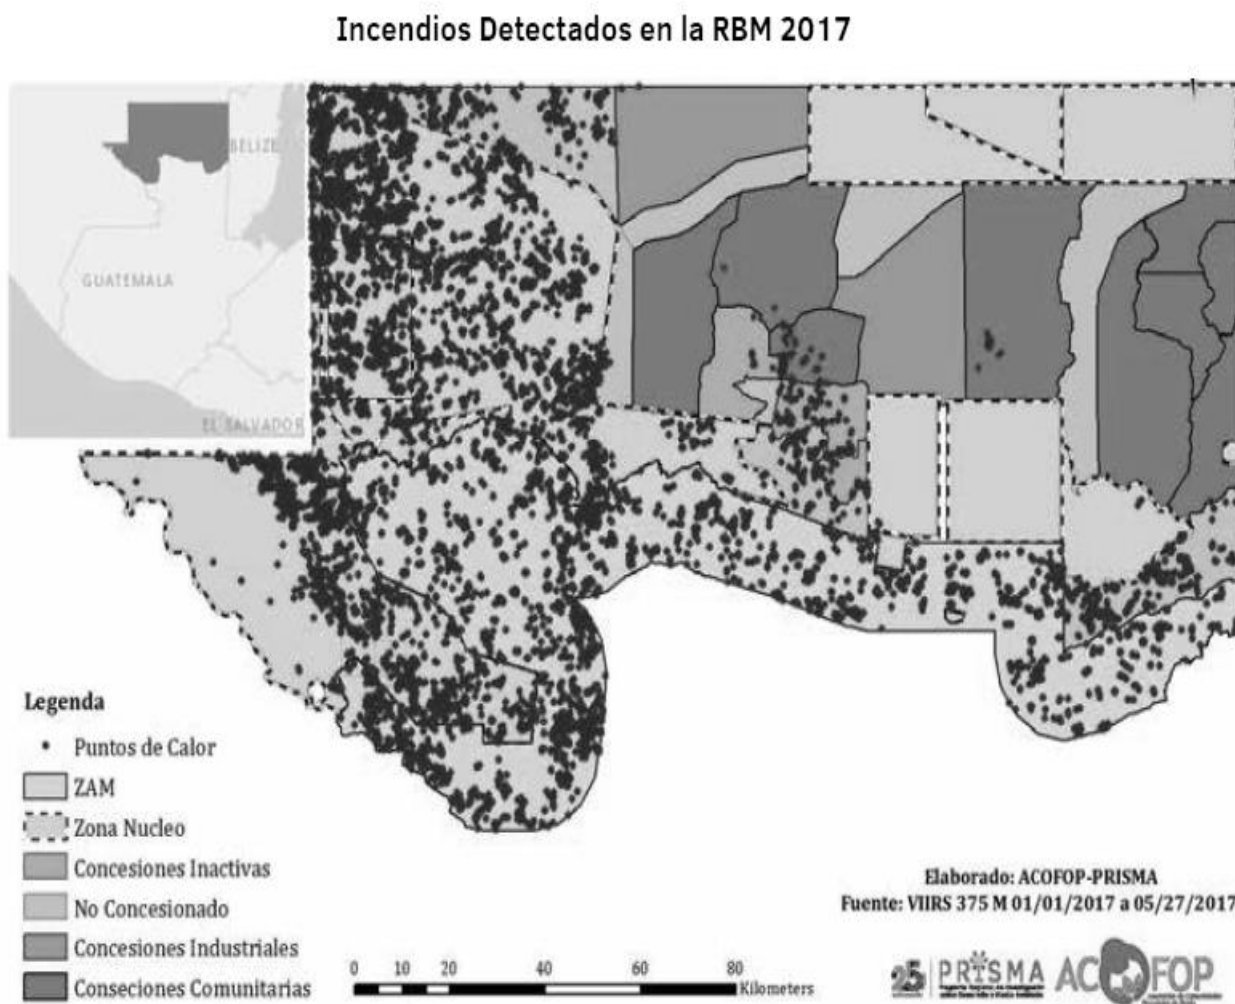 Incendios Detectados en la RBM 2017
BELIZE
GUATEMALA
EL SALVADOR
Legenda
Puntos de Calor
ZAM
Zona Nucleo
Concesiones Inactivas
No Concesionado
Concesiones Industriales
Conseciones Comunitarias
0 10 20 40 60 80
Kilometers
Elaborado: ACOFOP-PRISMA
Fuente: VIIRS 375 M 01/01/2017 a 05/27/2017
25 PRISMA ACOFOP